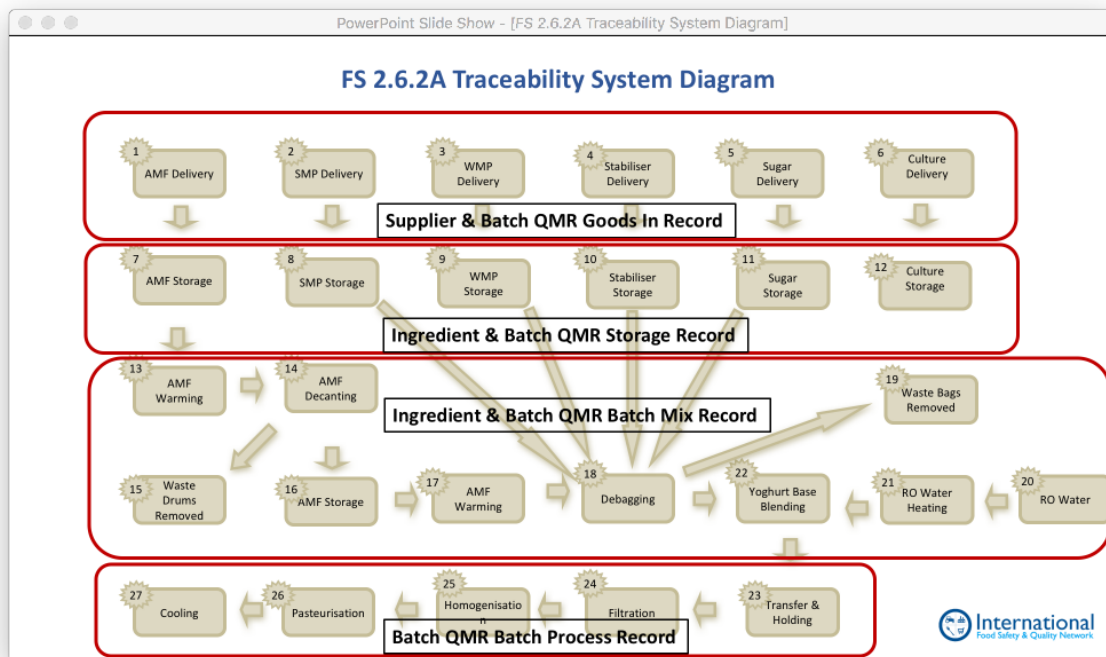 PowerPoint Slide Show - [FS 2.6.2A Traceability System Diagram]
FS 2.6.2A Traceability System Diagram
1
AMF Delivery
2
SMP Delivery
3
WMP
Delivery
4
Stabiliser
Delivery
5
Sugar
Delivery
6
Culture
Delivery
Supplier & Batch QMR Goods In Record
7
AMF Storage
8
SMP Storage
9
WMP
Storage
10
Stabiliser
Storage
11
Sugar
Storage
12
Culture
Storage
Ingredient & Batch QMR Storage Record
13
AMF
Warming
14
AMF
Decanting
19
Waste Bags
Removed
Ingredient & Batch QMR Batch Mix Record
15
Waste
Drums
Removed
16
AMF Storage
17
AMF
Warming
18
Debagging
22
Yoghurt Base
Blending
21
RO Water
Heating
20
RO Water
27
Cooling
26
Pasteurisation
25
Homogenisatio
n
24
Filtration
23
Transfer &
Holding
Batch QMR Batch Process Record
International
Food Safety & Quality Network